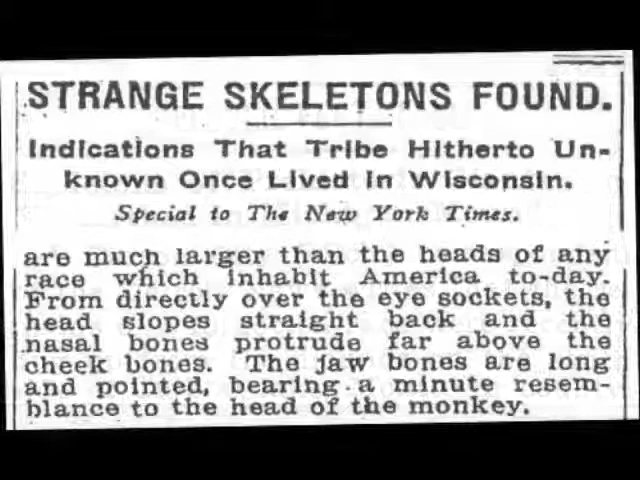 STRANGE SKELETONS FOUND.
Indications That Tribe Hitherto Un-
known Once Lived in Wisconsin.
Special to The New York Times.
are much larger than the heads of any
race which inhabit America to-day.
From directly over the eye sockets, the
head slopes straight back and the
nasal bones protrude far above the
cheek bones. The jaw bones are long
and pointed, bearing a minute resem-
blance to the head of the monkey.